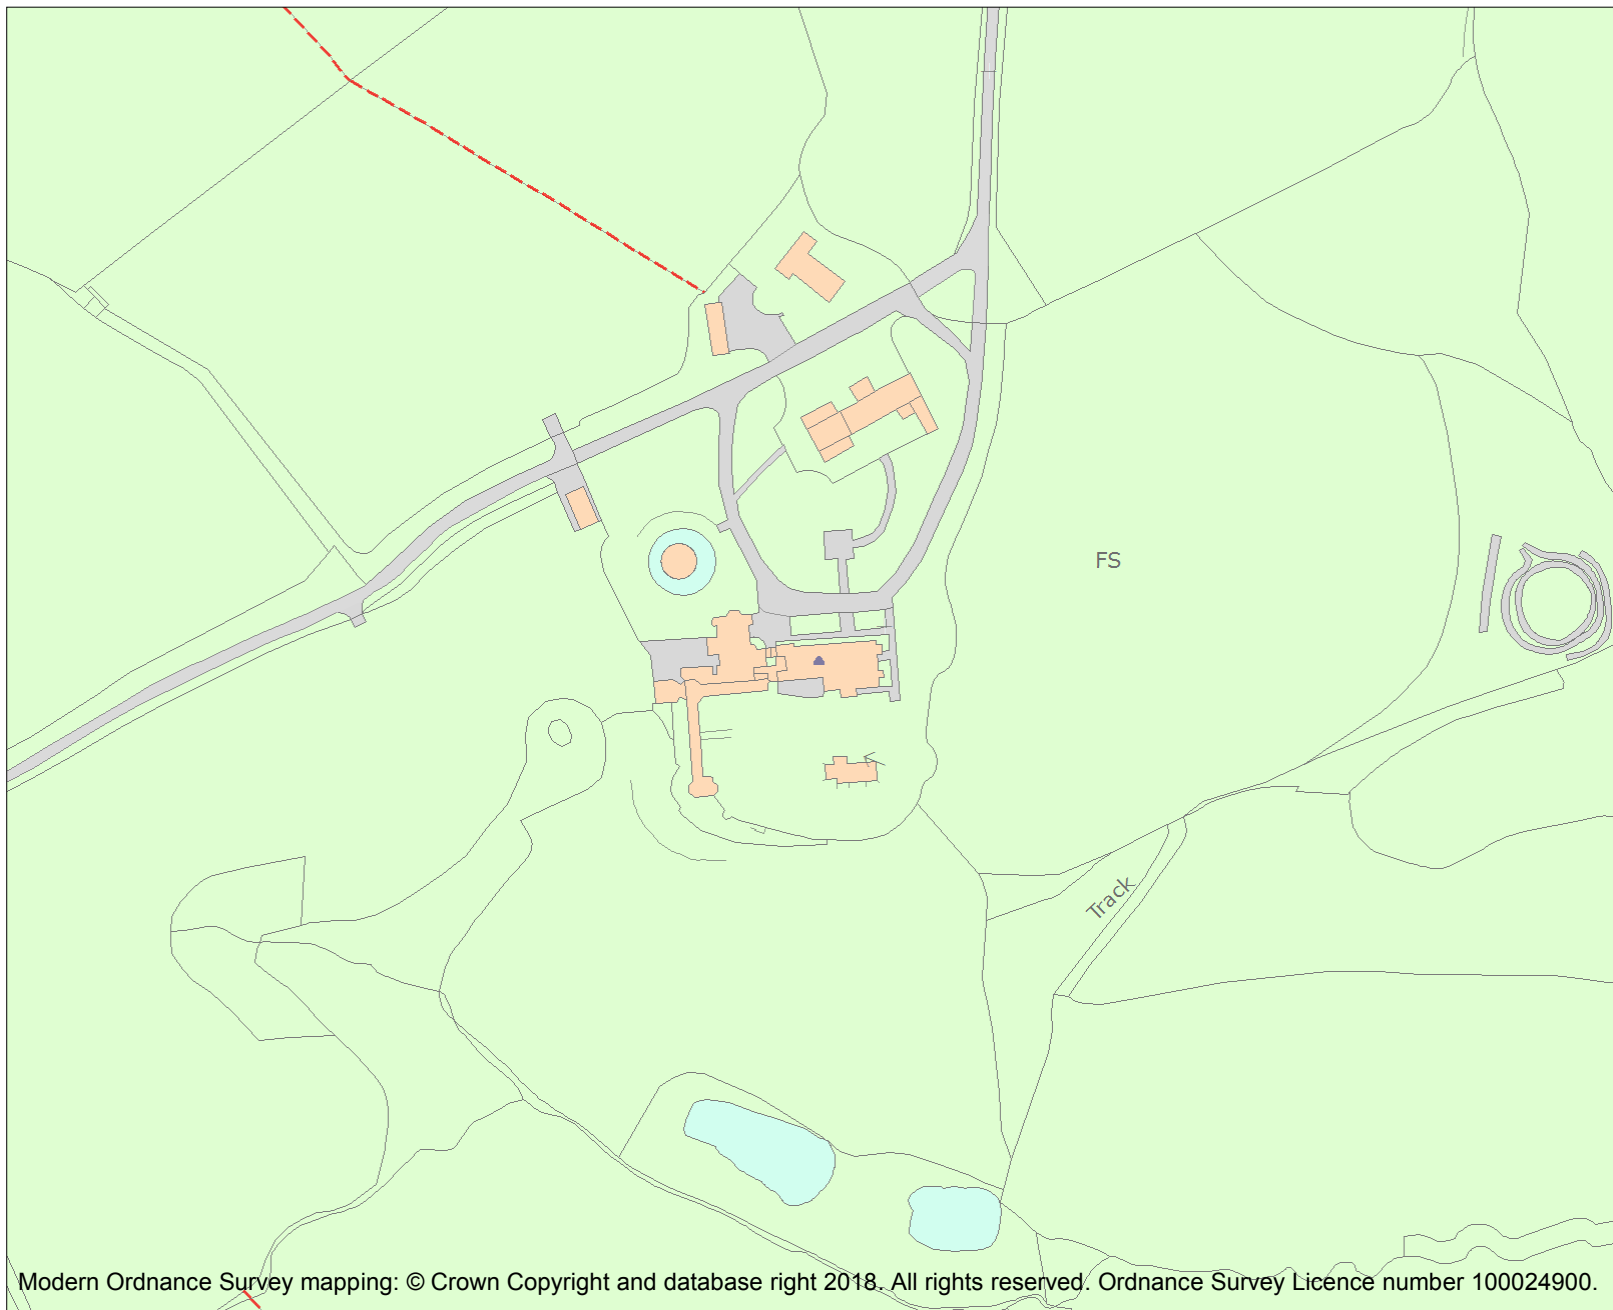 FS
Track
Modern Ordnance Survey mapping: © Crown Copyright and database right 2018. All rights reserved. Ordnance Survey Licence number 100024900.